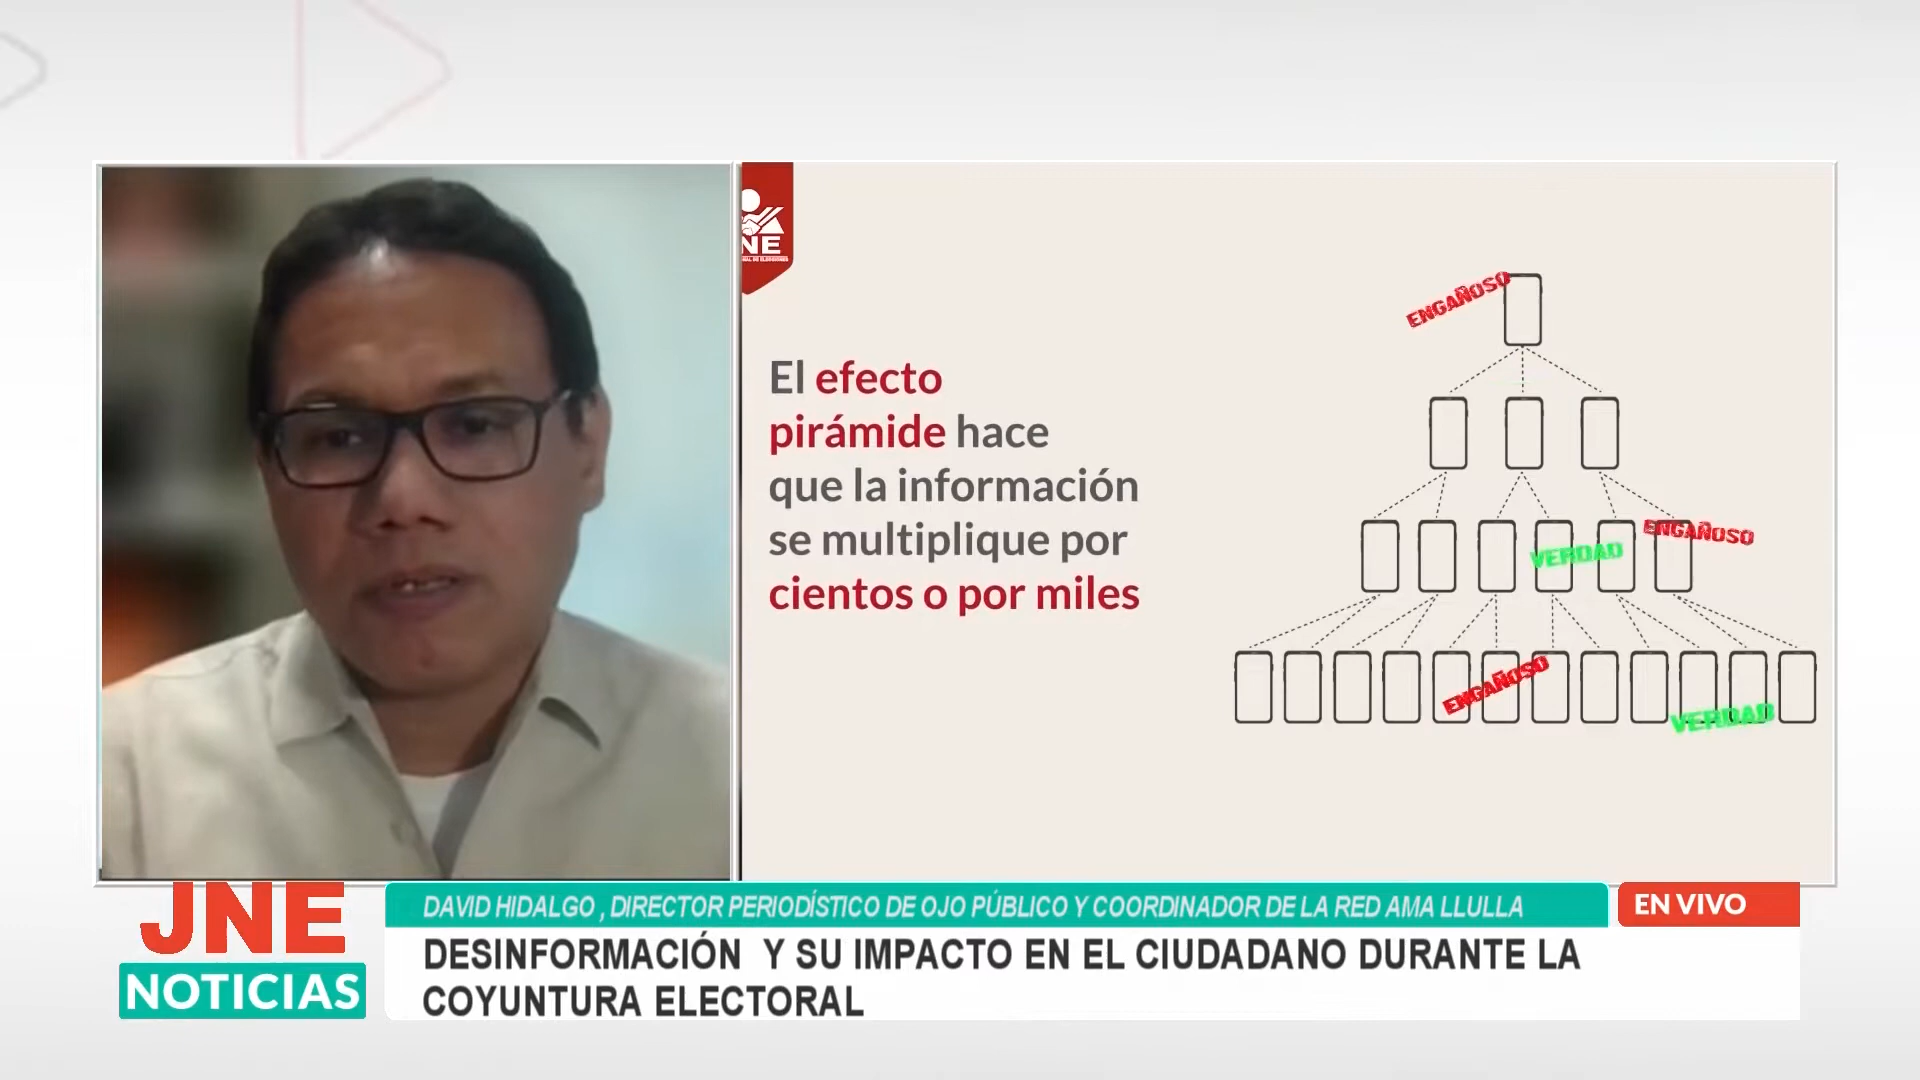 NE
El efecto
pirámide hace
que la información
se multiplique por
cientos o por miles
ENGAÑOSO
ENGAÑOSO
VERDAD
ENGAÑOSO
VERDAD
JNE
NOTICIAS
DAVID HIDALGO , DIRECTOR PERIODÍSTICO DE OJO PÚBLICO Y COORDINADOR DE LA RED AMA LLULLA
EN VIVO
DESINFORMACIÓN Y SU IMPACTO EN EL CIUDADANO DURANTE LA
COYUNTURA ELECTORAL